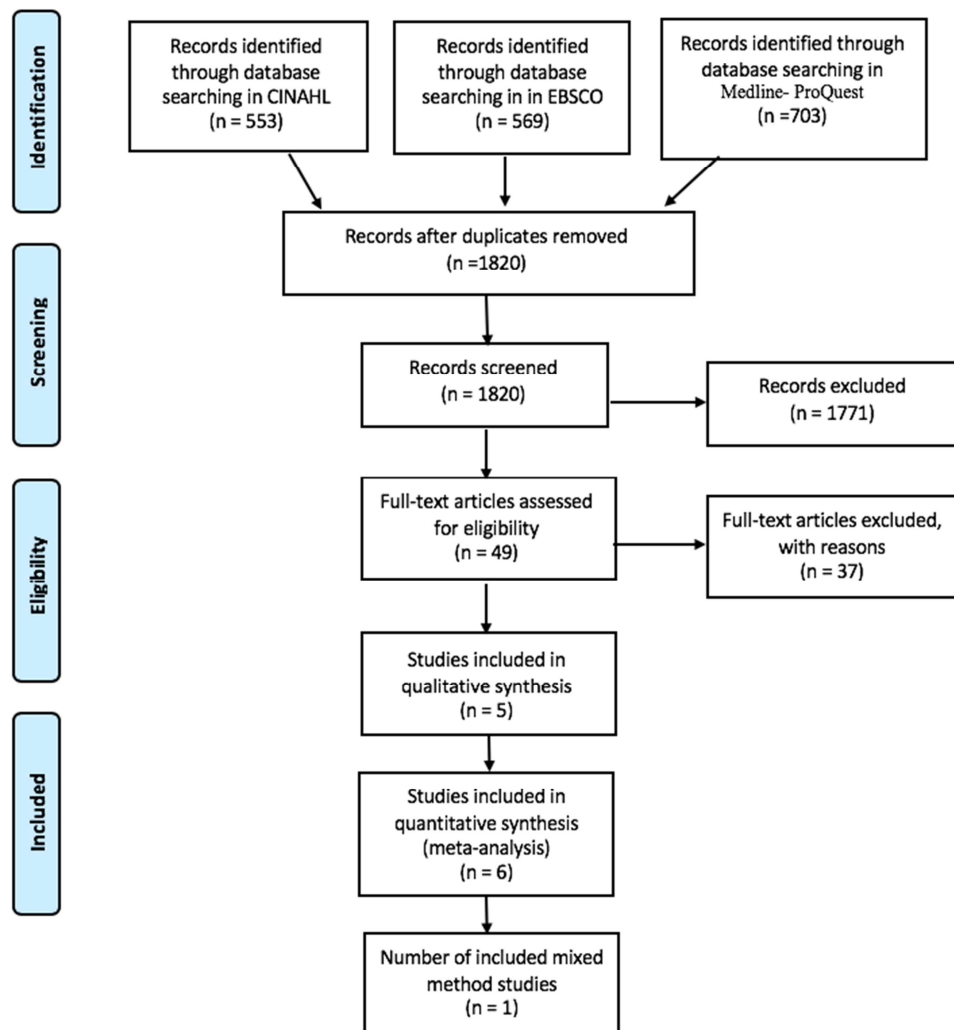 Identification
Records identified
through database
searching in CINAHL
(n = 553)
Records identified
through database
searching in in EBSCO
(n = 569)
Records identified through
database searching in
Medline- ProQuest
(n =703)
Records after duplicates removed
(n =1820)
Screening
Records screened
(n = 1820)
Records excluded
(n = 1771)
Eligibility
Full-text articles assessed
for eligibility
(n = 49)
Full-text articles excluded,
with reasons
(n = 37)
Studies included in
qualitative synthesis
(n = 5)
Included
Studies included in
quantitative synthesis
(meta-analysis)
(n = 6)
Number of included mixed
method studies
(n = 1)